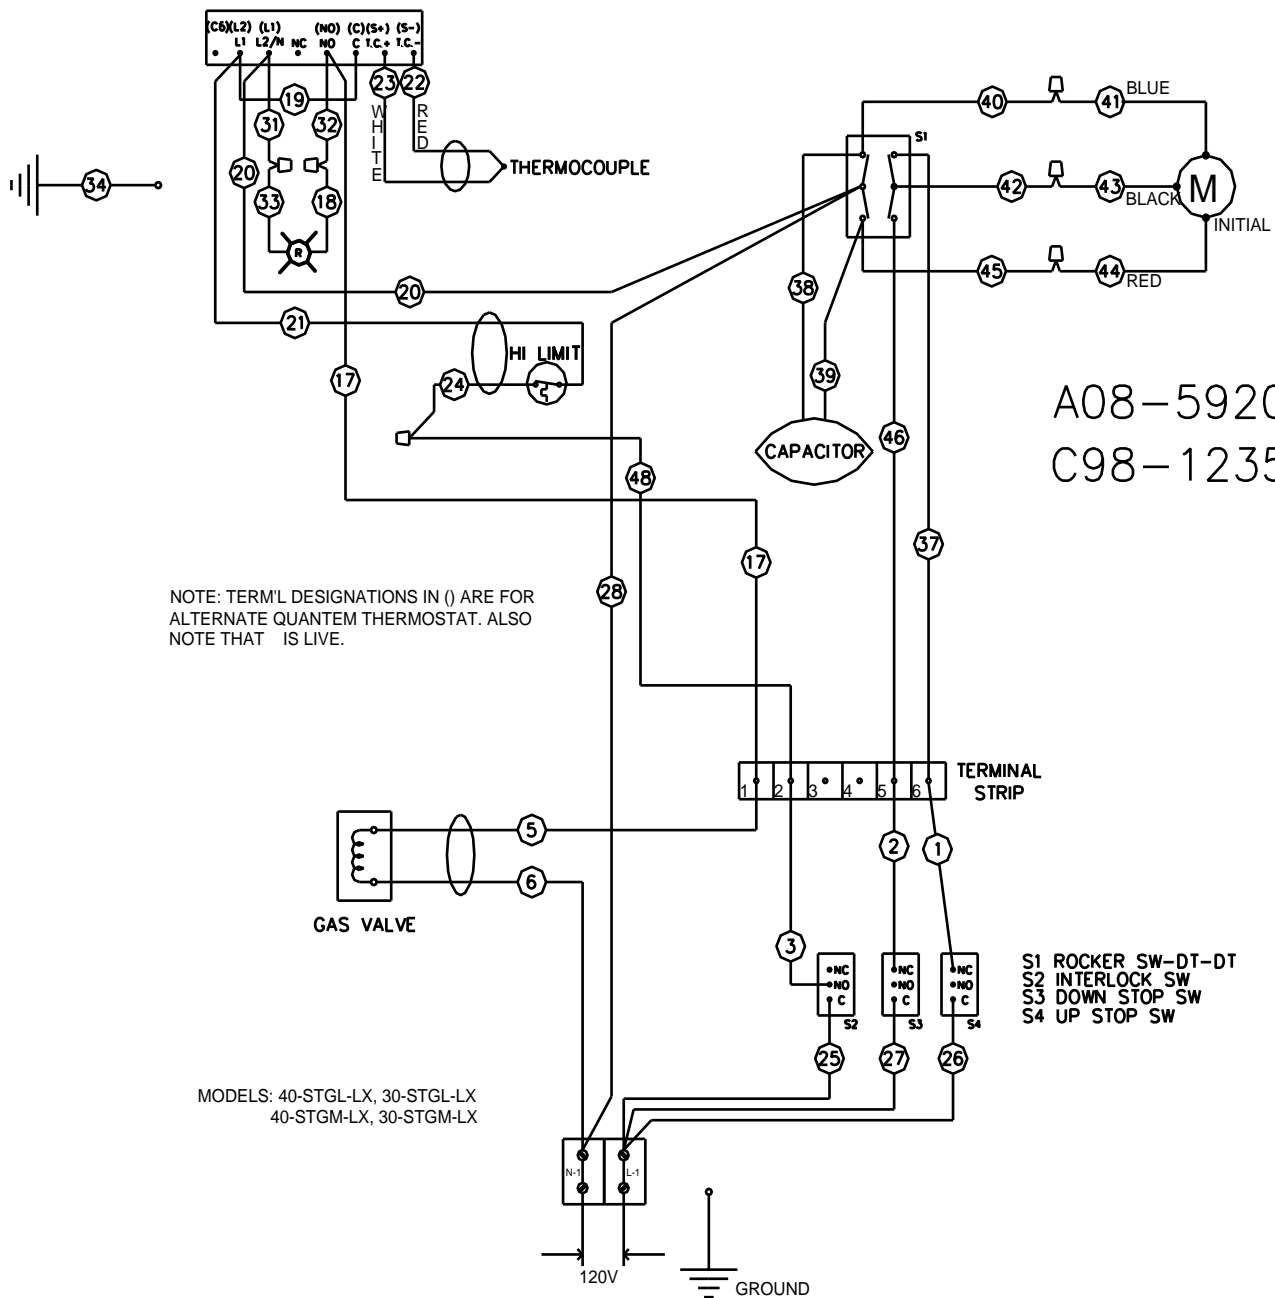 (C6)(L2) (L1) (NO) (C)(S+) (S-)
L1 L2/N NC NO C T.C.+ T.C.-
23 22
19
WHITE
RED
31 32
THERMOCOUPLE
20
33 18
R
34
20
21
HI LIMIT
24
17
48
S1
40 41 BLUE
42 43 BLACK
M
INITIAL
45 44 RED
38
39
CAPACITOR
46
37
A08-5920
C98-1235
17
28
NOTE: TERM'L DESIGNATIONS IN () ARE FOR
ALTERNATE QUANTEM THERMOSTAT. ALSO
NOTE THAT IS LIVE.
1 2 3 4 5 6
TERMINAL
STRIP
5
6
GAS VALVE
2 1
3
NC NC NC
NO NO NO
C C C
S2 S3 S4
S1 ROCKER SW-DT-DT
S2 INTERLOCK SW
S3 DOWN STOP SW
S4 UP STOP SW
25 27 26
MODELS: 40-STGL-LX, 30-STGL-LX
40-STGM-LX, 30-STGM-LX
N-1 L-1
120V
GROUND